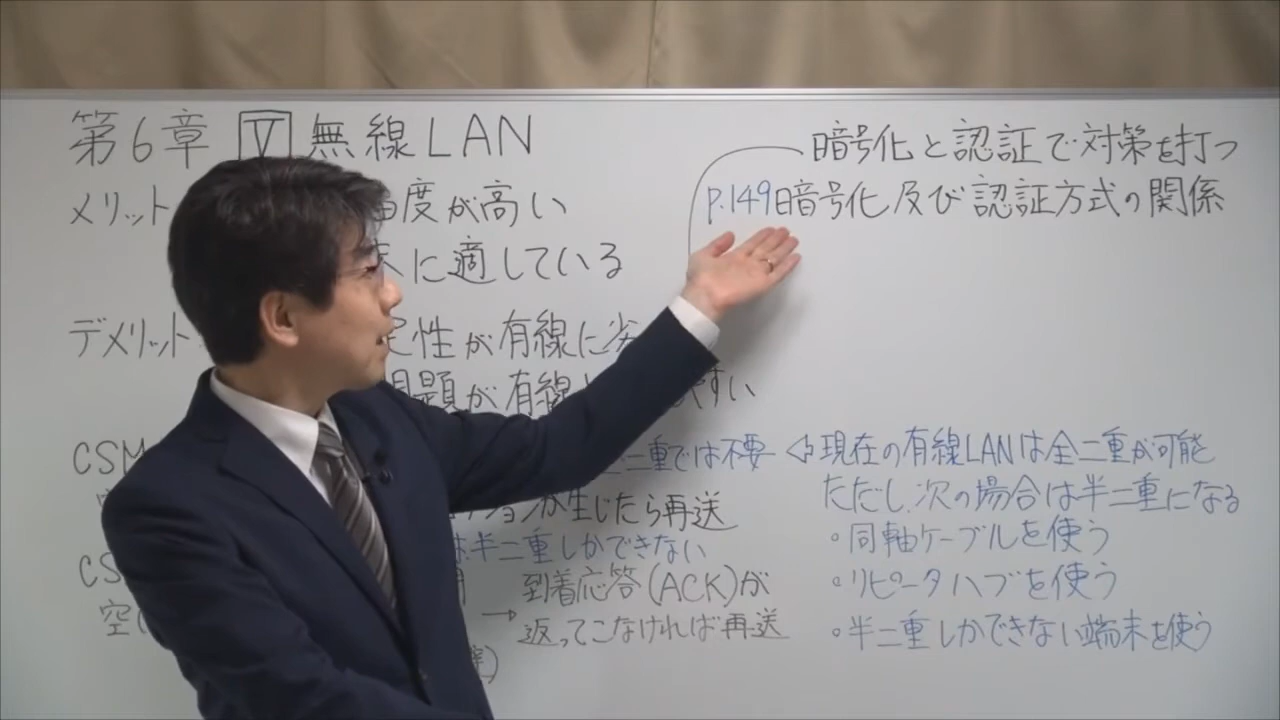 第6章 Ⅴ 無線LAN
メリット
度が高い
に適している
デメリット
性が有線に劣
問題が有線
すい
CSM
二重では不要
ションが生じたら再送
は半二重しかできない
CS
空
到着応答(ACK)が
→ 返ってこなければ再送
暗号化と認証で対策を打つ
P.149暗号化及び認証方式の関係
⇦現在の有線LANは全二重が可能
ただし、次の場合は半二重になる
・同軸ケーブルを使う
・リピータハブを使う
・半二重しかできない端末を使う